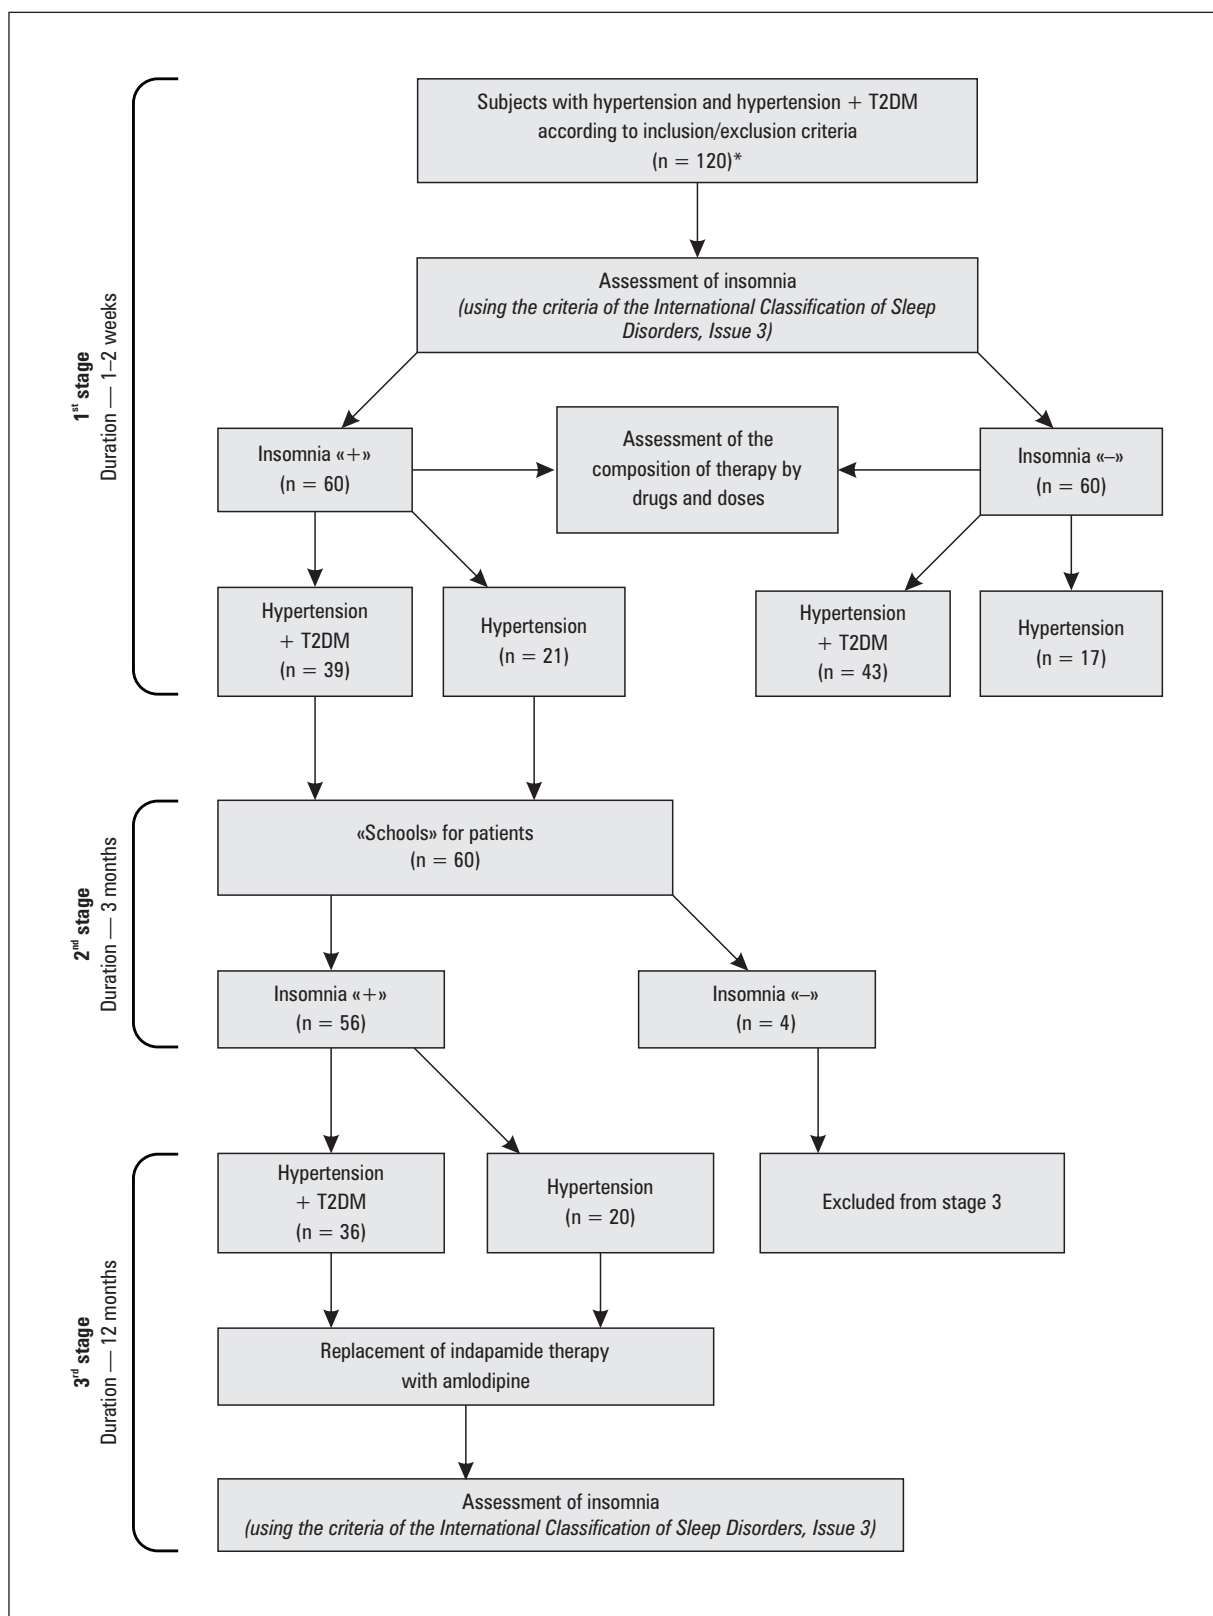 Subjects with hypertension and hypertension + T2DM
according to inclusion/exclusion criteria
(n = 120)*
Assessment of insomnia
(using the criteria of the International Classification of Sleep
Disorders, Issue 3)
1st stage
Duration — 1–2 weeks
Insomnia «+»
(n = 60)
Assessment of the
composition of therapy by
drugs and doses
Insomnia «–»
(n = 60)
Hypertension
+ T2DM
(n = 39)
Hypertension
(n = 21)
Hypertension
+ T2DM
(n = 43)
Hypertension
(n = 17)
2nd stage
Duration — 3 months
«Schools» for patients
(n = 60)
Insomnia «+»
(n = 56)
Insomnia «–»
(n = 4)
3rd stage
Duration — 12 months
Hypertension
+ T2DM
(n = 36)
Hypertension
(n = 20)
Excluded from stage 3
Replacement of indapamide therapy
with amlodipine
Assessment of insomnia
(using the criteria of the International Classification of Sleep Disorders, Issue 3)